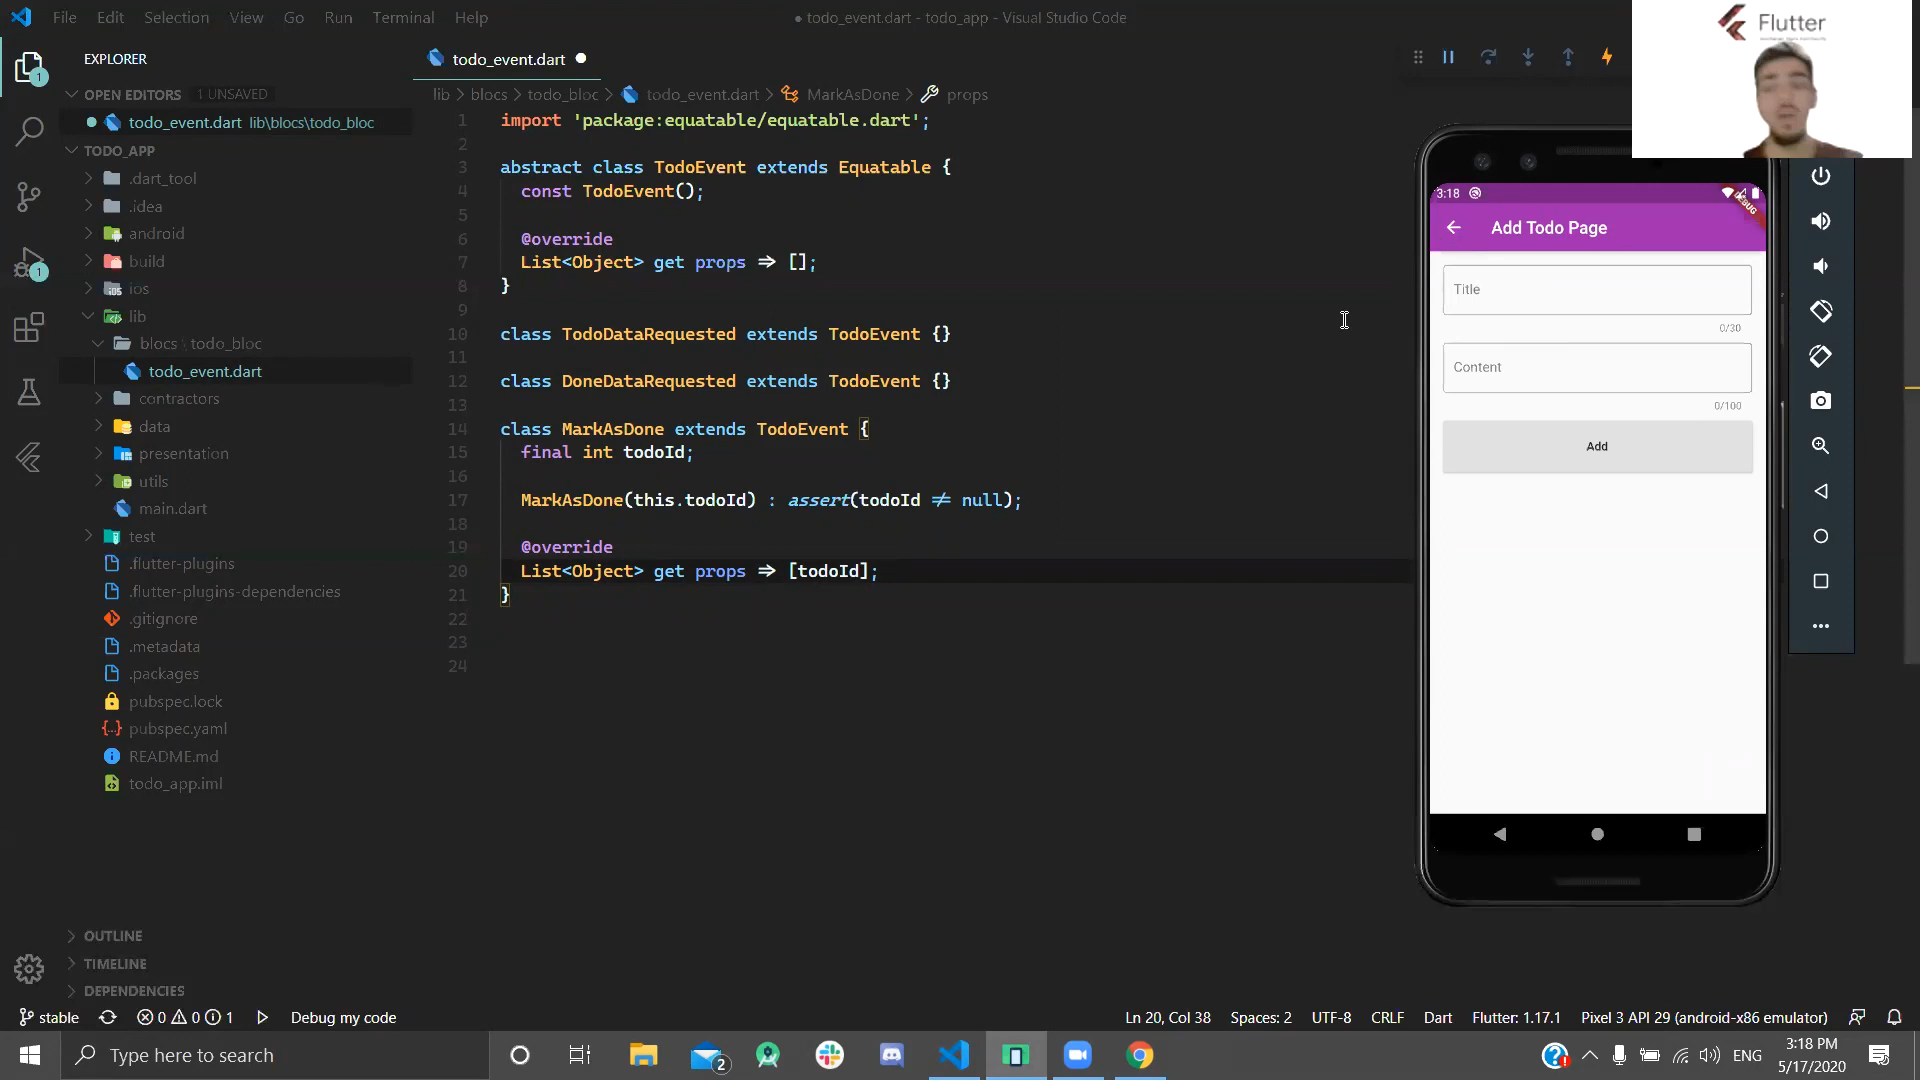 File Edit Selection View Go Run Terminal Help
● todo_event.dart - todo_app - Visual Studio Code
Flutter
EXPLORER
OPEN EDITORS 1 UNSAVED
todo_event.dart lib\blocs\todo_bloc
TODO_APP
.dart_tool
.idea
android
build
ios
lib
blocs \ todo_bloc
todo_event.dart
contractors
data
presentation
utils
main.dart
test
.flutter-plugins
.flutter-plugins-dependencies
.gitignore
.metadata
.packages
pubspec.lock
pubspec.yaml
README.md
todo_app.iml
OUTLINE
TIMELINE
DEPENDENCIES
1
1
todo_event.dart
lib > blocs > todo_bloc > todo_event.dart > MarkAsDone > props
1 import 'package:equatable/equatable.dart';
2
3 abstract class TodoEvent extends Equatable {
4 const TodoEvent();
5
6 @override
7 List<Object> get props => [];
8 }
9
10 class TodoDataRequested extends TodoEvent {}
11
12 class DoneDataRequested extends TodoEvent {}
13
14 class MarkAsDone extends TodoEvent {
15 final int todoId;
16
17 MarkAsDone(this.todoId) : assert(todoId != null);
18
19 @override
20 List<Object> get props => [todoId];
21 }
22
23
24
3:18
DEBUG
Add Todo Page
Title
0/30
Content
0/100
Add
stable 0 0 1 Debug my code
Ln 20, Col 38 Spaces: 2 UTF-8 CRLF Dart Flutter: 1.17.1 Pixel 3 API 29 (android-x86 emulator)
Type here to search
2
ENG
3:18 PM
5/17/2020